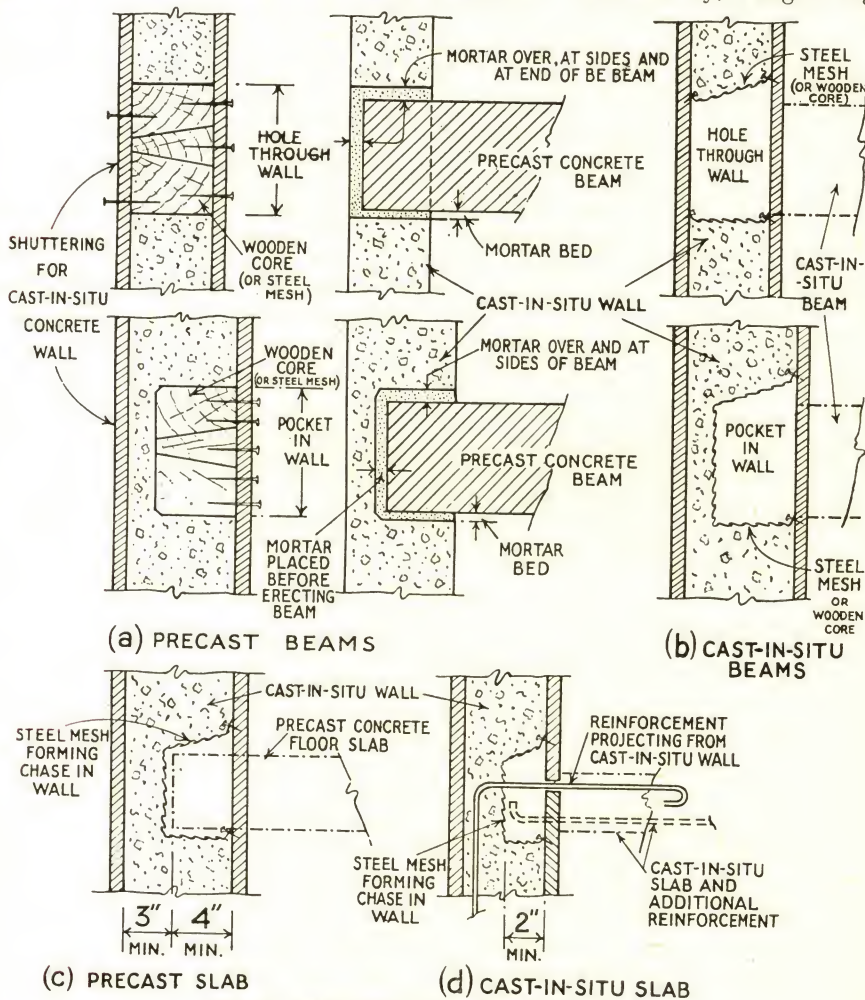 MORTAR OVER, AT SIDES AND
AT END OF BE BEAM
STEEL
MESH
(OR WOODEN
CORE)
HOLE
THROUGH
WALL
PRECAST CONCRETE
BEAM
HOLE
THROUGH
WALL
SHUTTERING
FOR
CAST-IN-SITU
CONCRETE
WALL
WOODEN
CORE
(OR STEEL
MESH)
MORTAR BED
CAST-IN-
-SITU
BEAM
CAST-IN-SITU WALL
WOODEN
CORE
(OR STEEL MESH)
MORTAR OVER AND AT
SIDES OF BEAM
POCKET
IN
WALL
PRECAST CONCRETE
BEAM
POCKET
IN
WALL
MORTAR
PLACED
BEFORE
ERECTING
BEAM
MORTAR
BED
STEEL
MESH
OR
WOODEN
CORE
(a) PRECAST BEAMS
(b) CAST-IN-SITU
BEAMS
CAST-IN-SITU WALL
STEEL MESH
FORMING
CHASE IN
WALL
PRECAST CONCRETE
FLOOR SLAB
REINFORCEMENT
PROJECTING FROM
CAST-IN-SITU WALL
STEEL MESH
FORMING
CHASE IN
WALL
CAST-IN-SITU
SLAB AND
ADDITIONAL
REINFORCEMENT
3" 4"
MIN. MIN.
2"
MIN.
(c) PRECAST SLAB
(d) CAST-IN-SITU SLAB